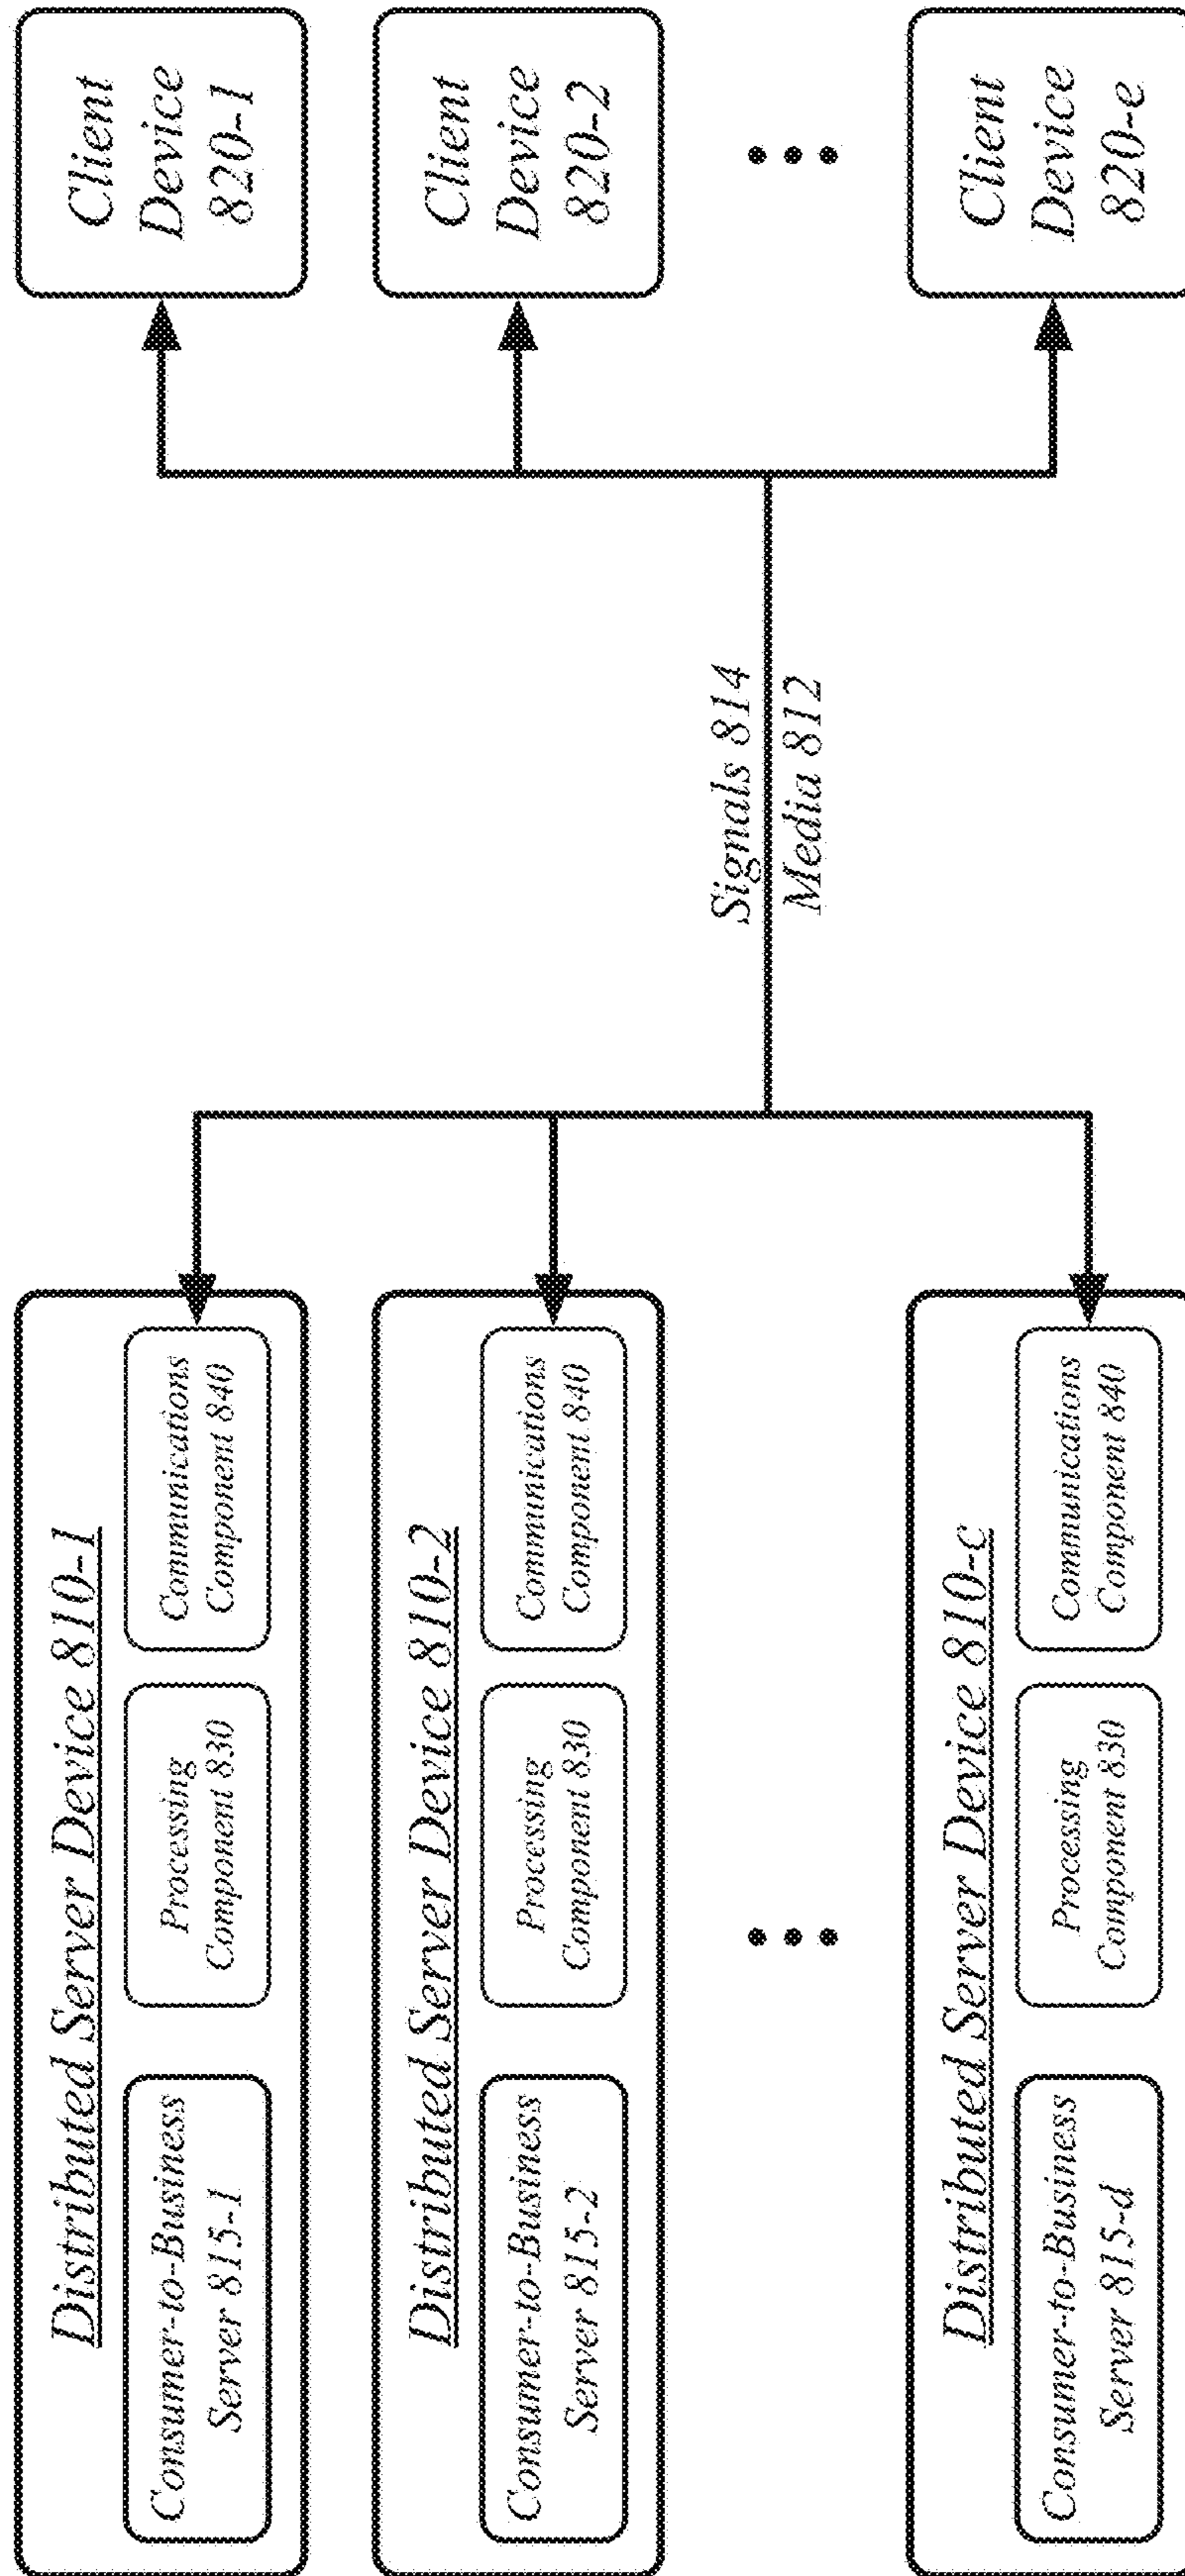 Distributed Server Device 810-1
Consumer-to-Business
Server 815-1
Processing
Component 830
Communications
Component 840
Distributed Server Device 810-2
Consumer-to-Business
Server 815-2
Processing
Component 830
Communications
Component 840
Distributed Server Device 810-c
Consumer-to-Business
Server 815-d
Processing
Component 830
Communications
Component 840
Signals 814
Media 812
Client
Device
820-1
Client
Device
820-2
Client
Device
820-e